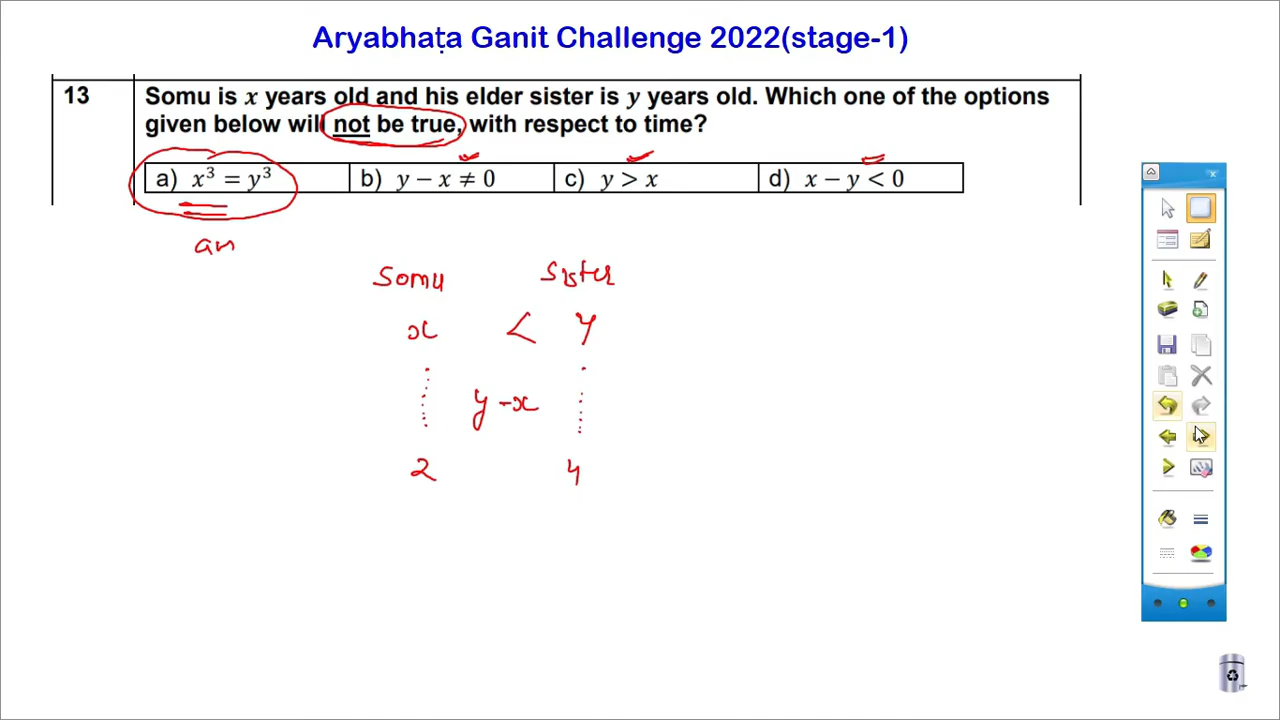 Aryabhaṭa Ganit Challenge 2022(stage-1)
13 Somu is x years old and his elder sister is y years old. Which one of the options
given below will not be true, with respect to time?
a) x³ = y³ b) y − x ≠ 0 c) y > x d) x − y < 0
an
Somu Sister
x < y
y - x
2 4